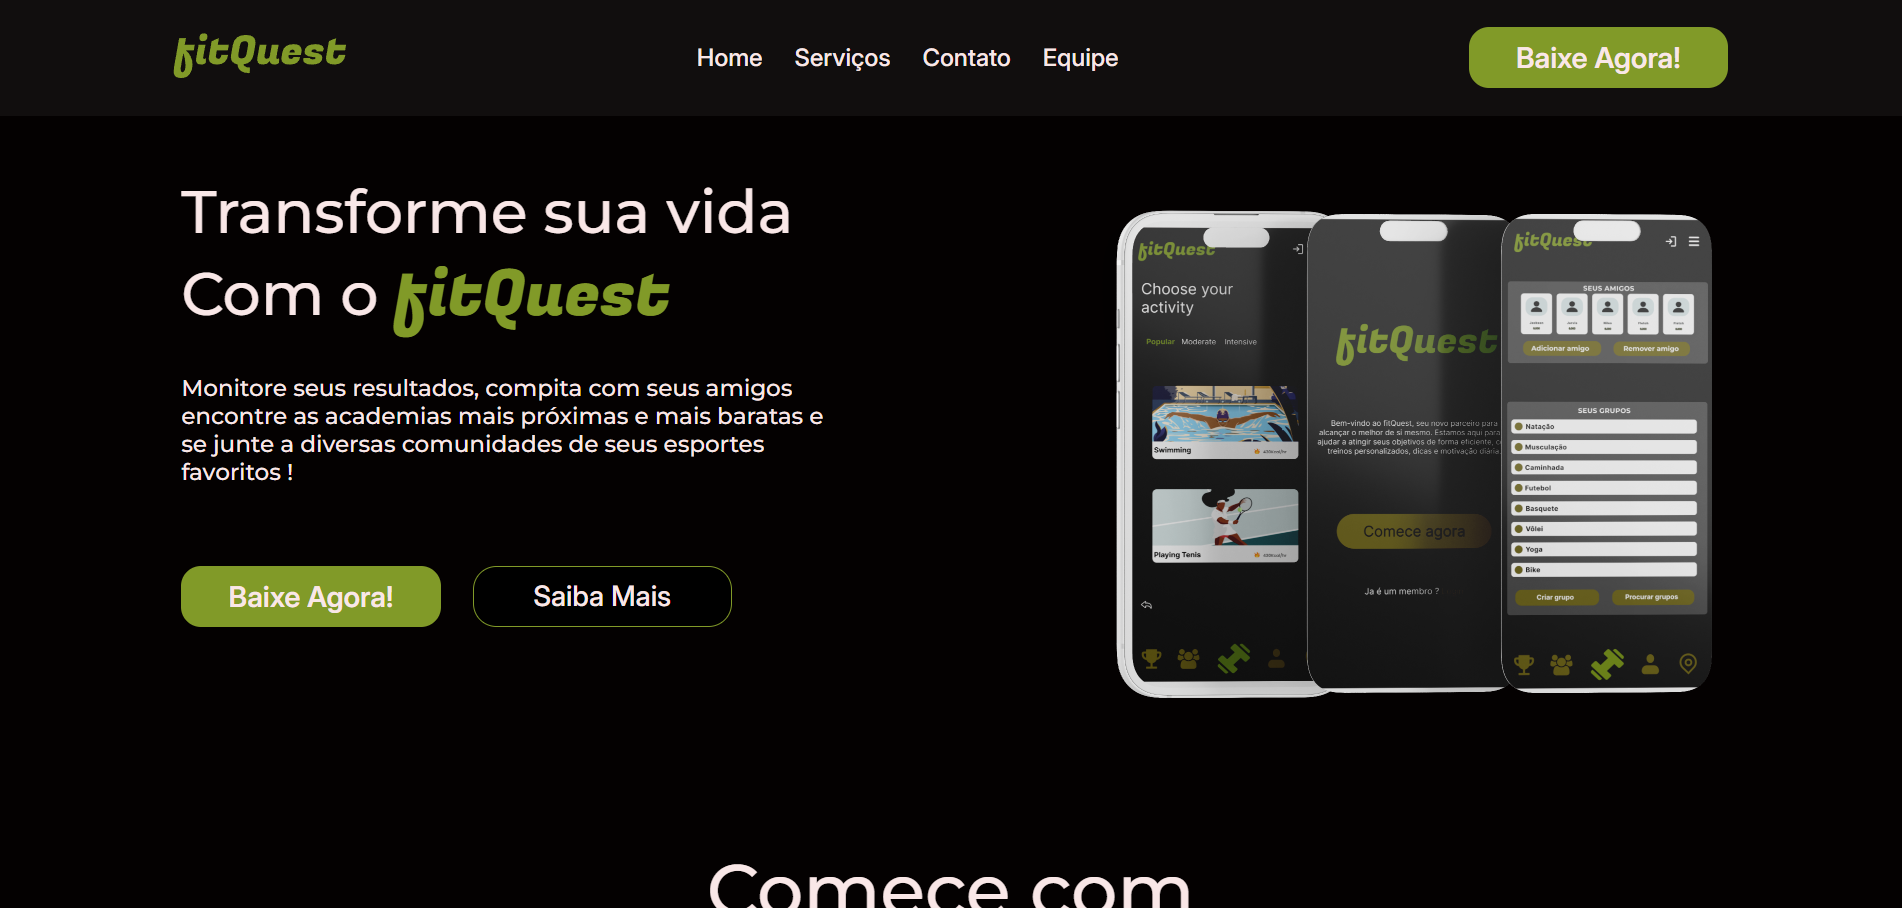 fitQuest
Home Serviços Contato Equipe
Baixe Agora!
Transforme sua vida
Com o fitQuest
Monitore seus resultados, compita com seus amigos
encontre as academias mais próximas e mais baratas e
se junte a diversas comunidades de seus esportes
favoritos !
Baixe Agora! Saiba Mais
fitQuest
Choose your
activity
Popular Moderate Intensive
Swimming
Playing Tenis
fitQuest
Bem-vindo ao fitQuest, seu novo parceiro para
alcançar o melhor de si mesmo. Estamos aqui para
ajudar a atingir seus objetivos de forma eficiente,
treinos personalizados, dicas e motivação diária.
Comece agora
Ja é um membro ?
fitQuest
SEUS AMIGOS
Adicionar amigo Remover amigo
SEUS GRUPOS
Natação
Musculação
Caminhada
Futebol
Basquete
Vôlei
Yoga
Bike
Criar grupo Procurar grupos
Comece com